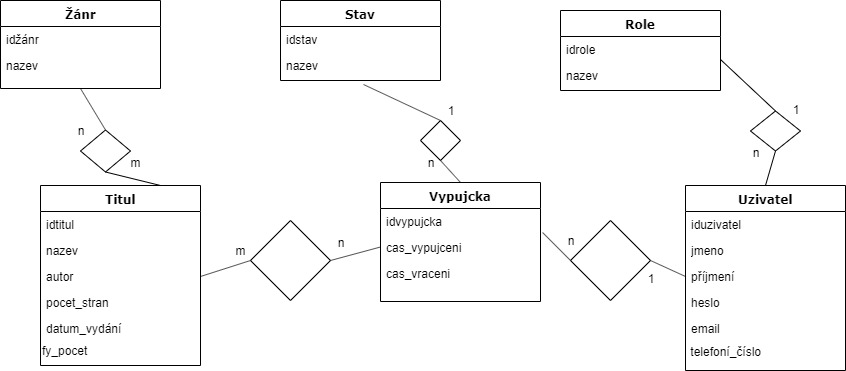 Žánr
idžánr
nazev
Stav
idstav
nazev
Role
idrole
nazev
n
m
1
n
1
n
Titul
idtitul
nazev
autor
pocet_stran
datum_vydání
fy_pocet
m
n
Vypujcka
idvypujcka
cas_vypujceni
cas_vraceni
n
1
Uzivatel
iduzivatel
jmeno
příjmení
heslo
email
telefoní_číslo